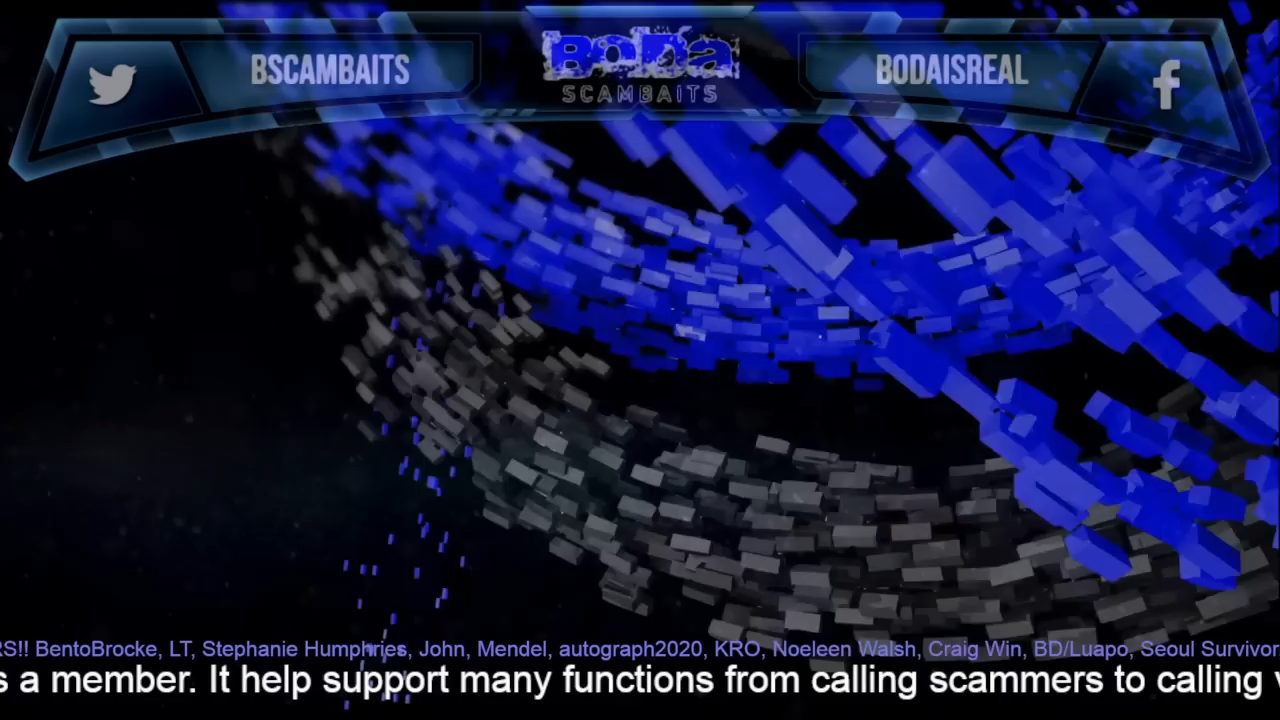 BSCAMBAITS
BoDa
SCAMBAITS
BODAISREAL
RS!! BentoBrocke, LT, Stephanie Humphries, John, Mendel, autograph2020, KRO, Noeleen Walsh, Craig Win, BD/Luapo, Seoul Survivor
s a member. It help support many functions from calling scammers to calling v